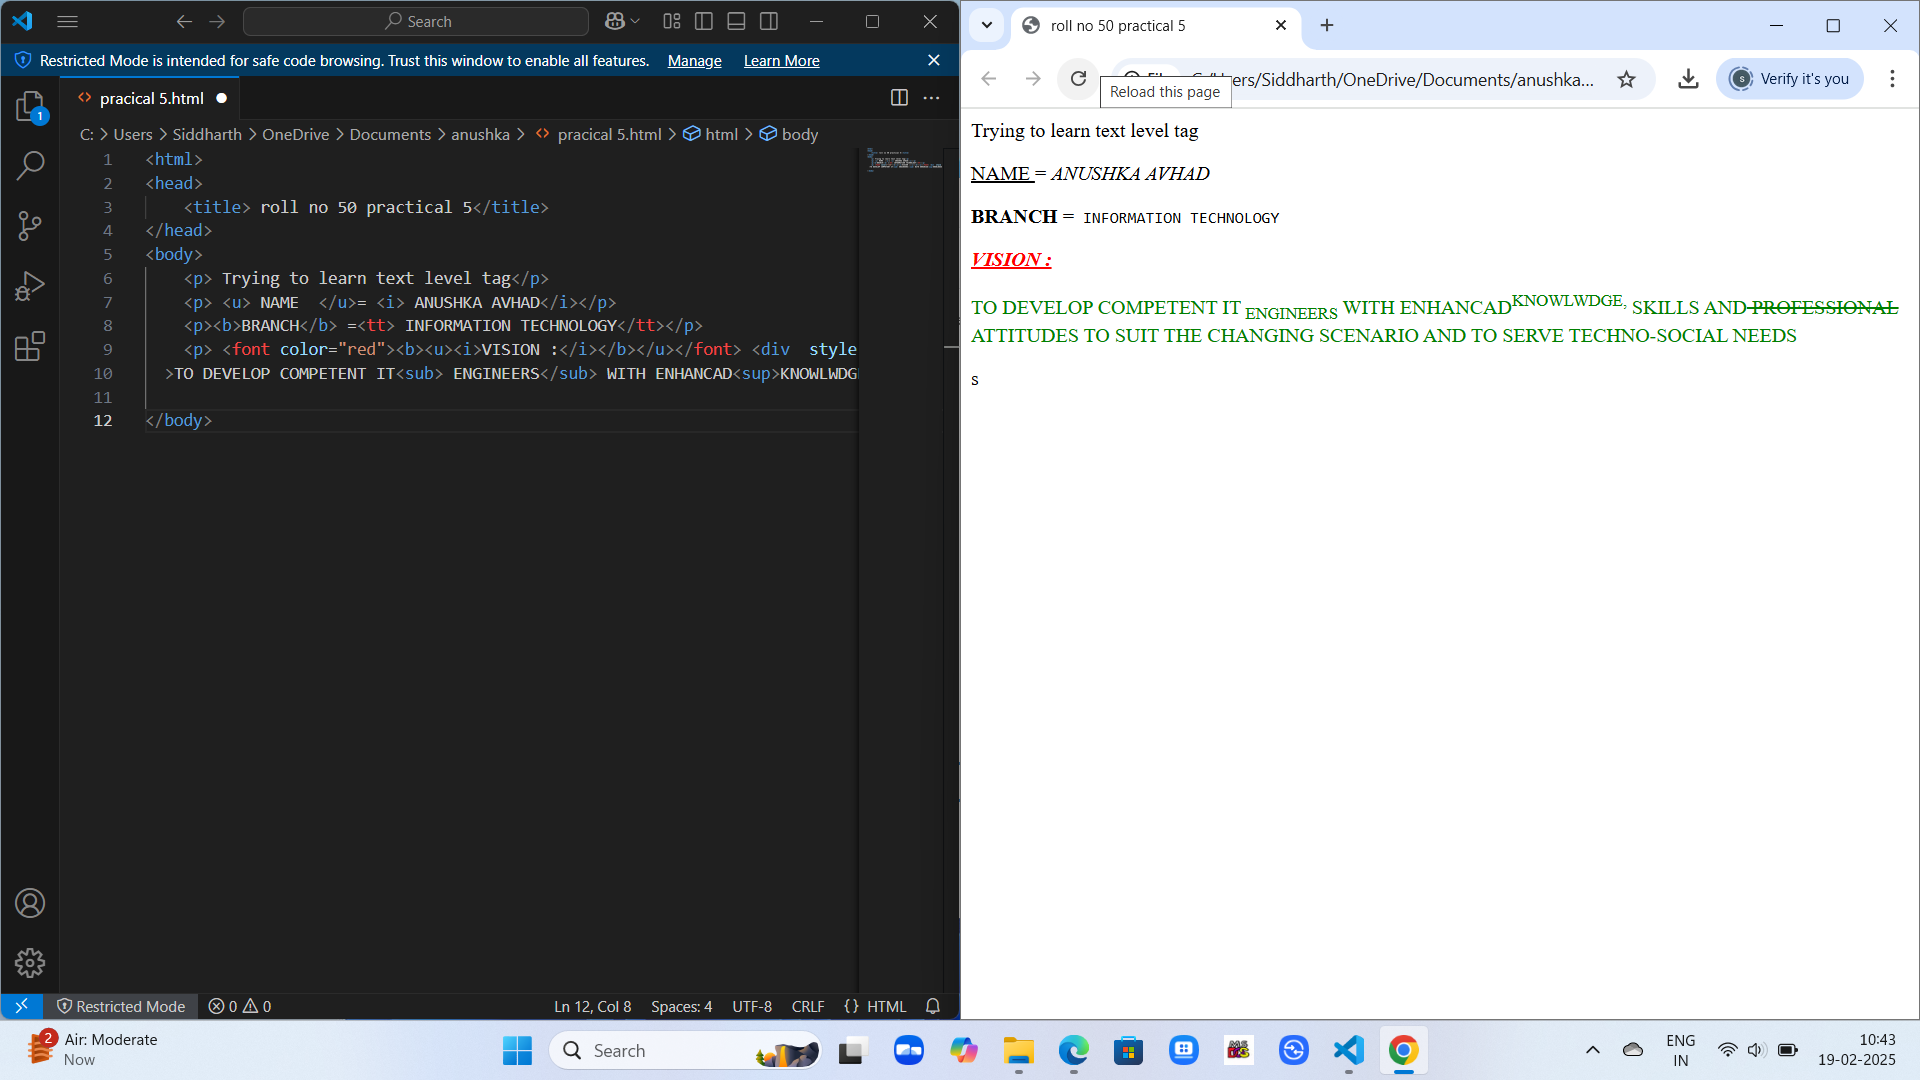 Search
Restricted Mode is intended for safe code browsing. Trust this window to enable all features. Manage Learn More
1
pracical 5.html
C: > Users > Siddharth > OneDrive > Documents > anushka > pracical 5.html > html > body
1 <html>
2 <head>
3 <title> roll no 50 practical 5</title>
4 </head>
5 <body>
6 <p> Trying to learn text level tag</p>
7 <p> <u> NAME  </u>= <i> ANUSHKA AVHAD</i></p>
8 <p><b>BRANCH</b> =<tt> INFORMATION TECHNOLOGY</tt></p>
9 <p> <font color="red"><b><u><i>VISION :</i></b></u></font> <div  style
10 >TO DEVELOP COMPETENT IT<sub> ENGINEERS</sub> WITH ENHANCAD<sup>KNOWLWDG
11
12 </body>
Restricted Mode 0 0 Ln 12, Col 8 Spaces: 4 UTF-8 CRLF {} HTML
roll no 50 practical 5
ers/Siddharth/OneDrive/Documents/anushka... Verify it's you
s
Reload this page
Trying to learn text level tag
NAME = ANUSHKA AVHAD
BRANCH = INFORMATION TECHNOLOGY
VISION :
TO DEVELOP COMPETENT IT ENGINEERS WITH ENHANCAD KNOWLWDGE, SKILLS AND PROFESSIONAL
ATTITUDES TO SUIT THE CHANGING SCENARIO AND TO SERVE TECHNO-SOCIAL NEEDS
s
2
Air: Moderate
Now
Search
ENG
IN
10:43
19-02-2025